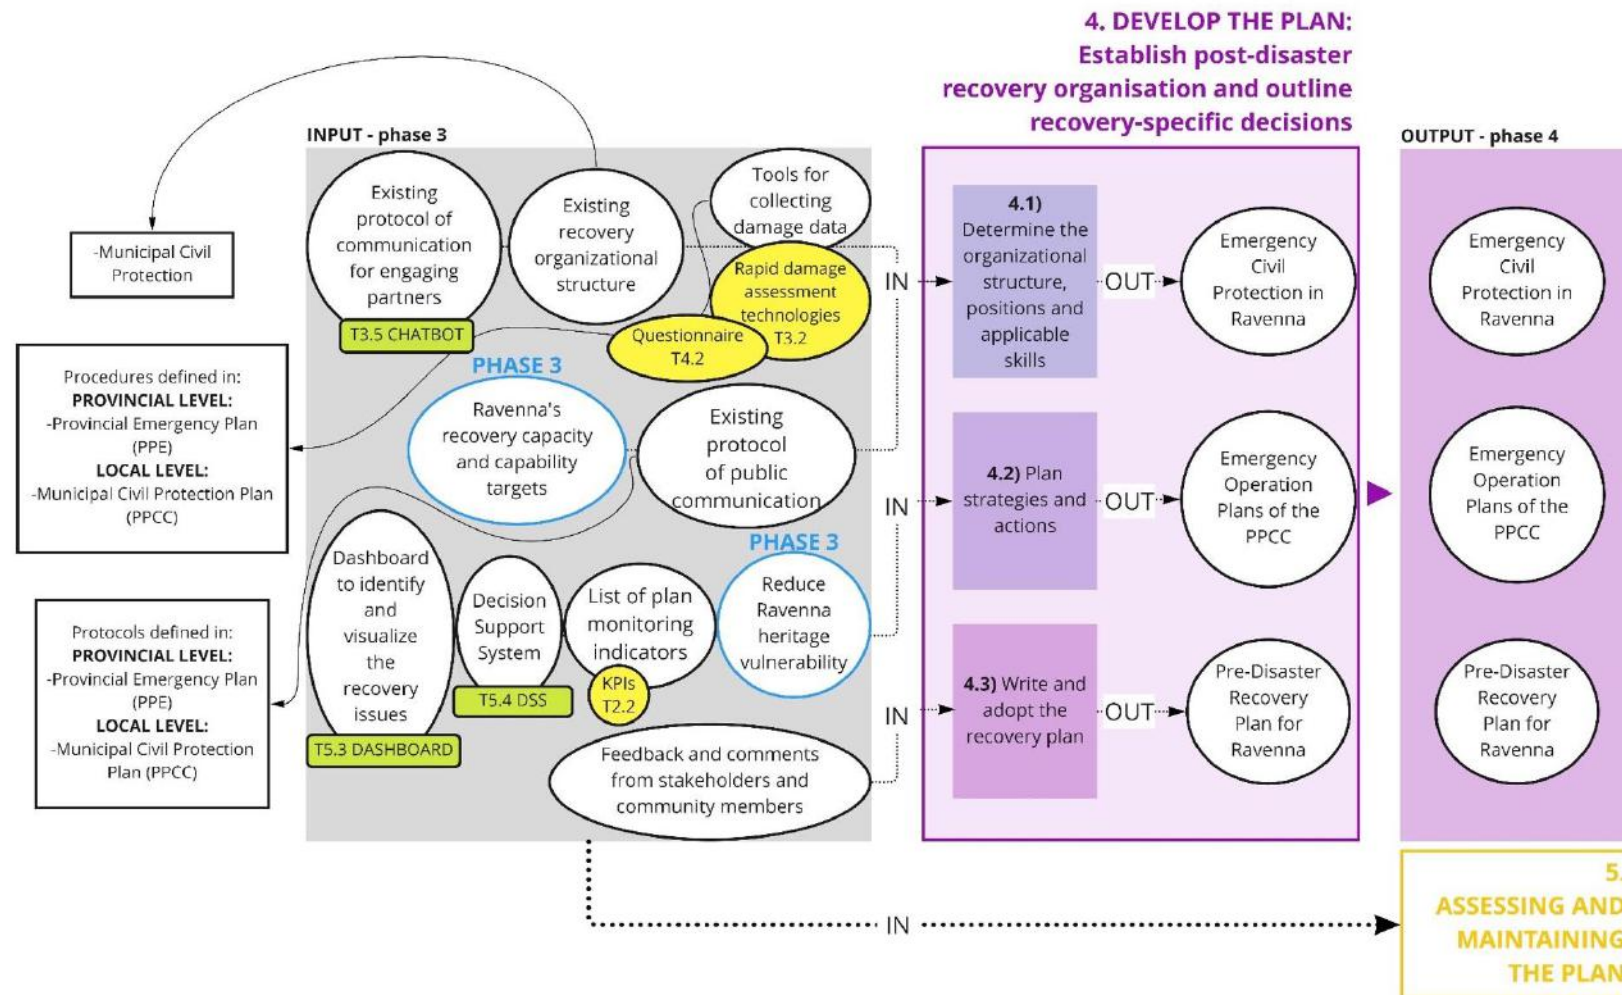 4. DEVELOP THE PLAN:
Establish post-disaster
recovery organisation and outline
recovery-specific decisions
INPUT - phase 3
OUTPUT - phase 4
-Municipal Civil
Protection
Procedures defined in:
PROVINCIAL LEVEL:
-Provincial Emergency Plan
(PPE)
LOCAL LEVEL:
-Municipal Civil Protection Plan
(PPCC)
Protocols defined in:
PROVINCIAL LEVEL:
-Provincial Emergency Plan
(PPE)
LOCAL LEVEL:
-Municipal Civil Protection
Plan (PPCC)
Existing
protocol of
communication
for engaging
partners
T3.5 CHATBOT
Existing
recovery
organizational
structure
Tools for
collecting
damage data
Rapid damage
assessment
technologies
T3.2
Questionnaire
T4.2
PHASE 3
Ravenna's
recovery capacity
and capability
targets
Existing
protocol
of public
communication
Dashboard
to identify
and
visualize
the
recovery
issues
T5.3 DASHBOARD
Decision
Support
System
T5.4 DSS
List of plan
monitoring
indicators
KPIs
T2.2
PHASE 3
Reduce
Ravenna
heritage
vulnerability
Feedback and comments
from stakeholders and
community members
IN
4.1)
Determine the
organizational
structure,
positions and
applicable
skills
OUT
Emergency
Civil
Protection in
Ravenna
IN
4.2) Plan
strategies and
actions
OUT
Emergency
Operation
Plans of the
PPCC
IN
4.3) Write and
adopt the
recovery plan
OUT
Pre-Disaster
Recovery
Plan for
Ravenna
Emergency
Civil
Protection in
Ravenna
Emergency
Operation
Plans of the
PPCC
Pre-Disaster
Recovery
Plan for
Ravenna
IN
5.
ASSESSING AND
MAINTAINING
THE PLAN